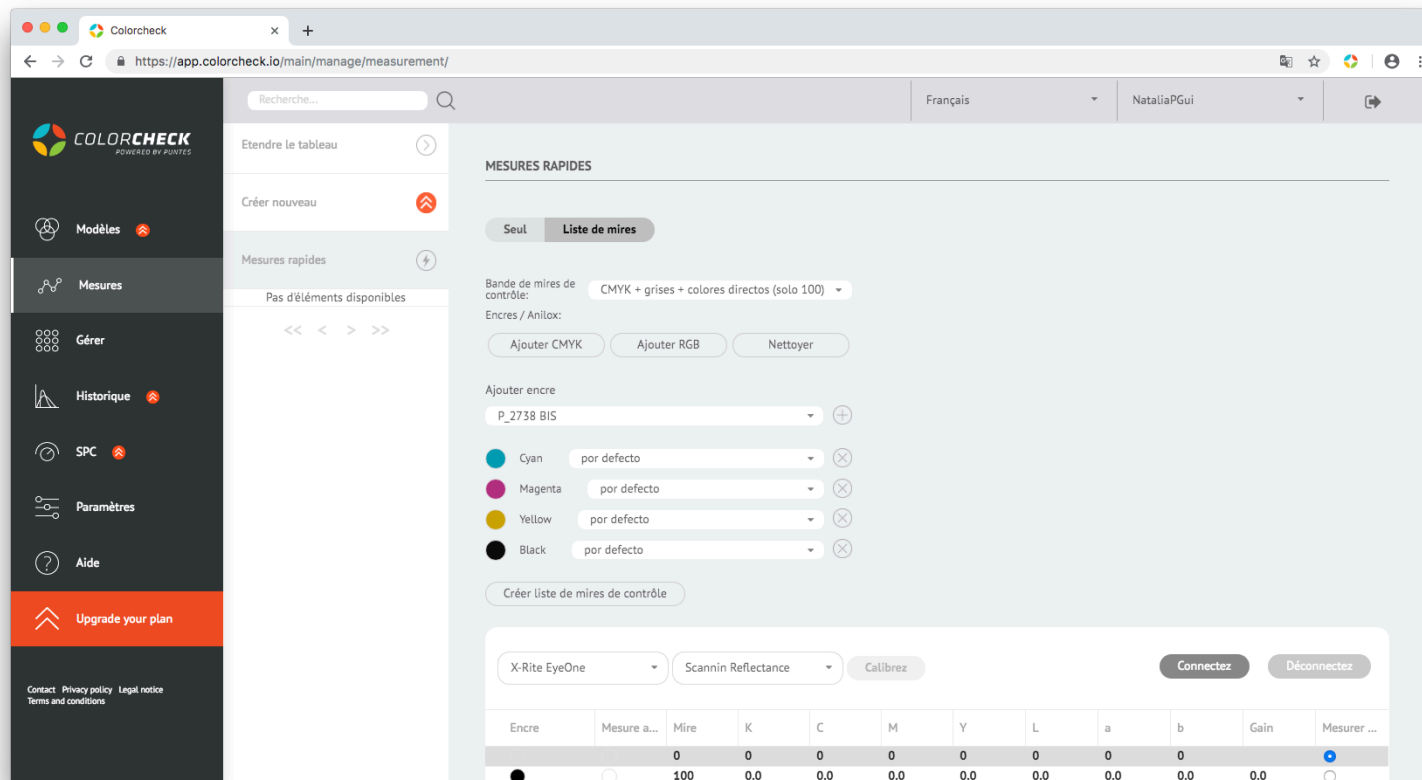 Colorcheck
https://app.colorcheck.io/main/manage/measurement/
Recherche...
Français
NataliaPGui
COLORCHECK
POWERED BY PUNTES
Modèles
Mesures
Gérer
Historique
SPC
Paramètres
Aide
Upgrade your plan
Contact Privacy policy Legal notice
Terms and conditions
Etendre le tableau
Créer nouveau
Mesures rapides
Pas d'éléments disponibles
<< < > >>
MESURES RAPIDES
Seul Liste de mires
Bande de mires de
contrôle:
CMYK + grises + colores directos (solo 100)
Encres / Anilox:
Ajouter CMYK Ajouter RGB Nettoyer
Ajouter encre
P_2738 BIS
Cyan por defecto
Magenta por defecto
Yellow por defecto
Black por defecto
Créer liste de mires de contrôle
X-Rite EyeOne Scannin Reflectance Calibrez Connectez Déconnectez
Encre Mesure a... Mire K C M Y L a b Gain Mesurer ...
0 0 0 0 0 0 0 0
100 0.0 0.0 0.0 0.0 0.0 0.0 0.0 0.0